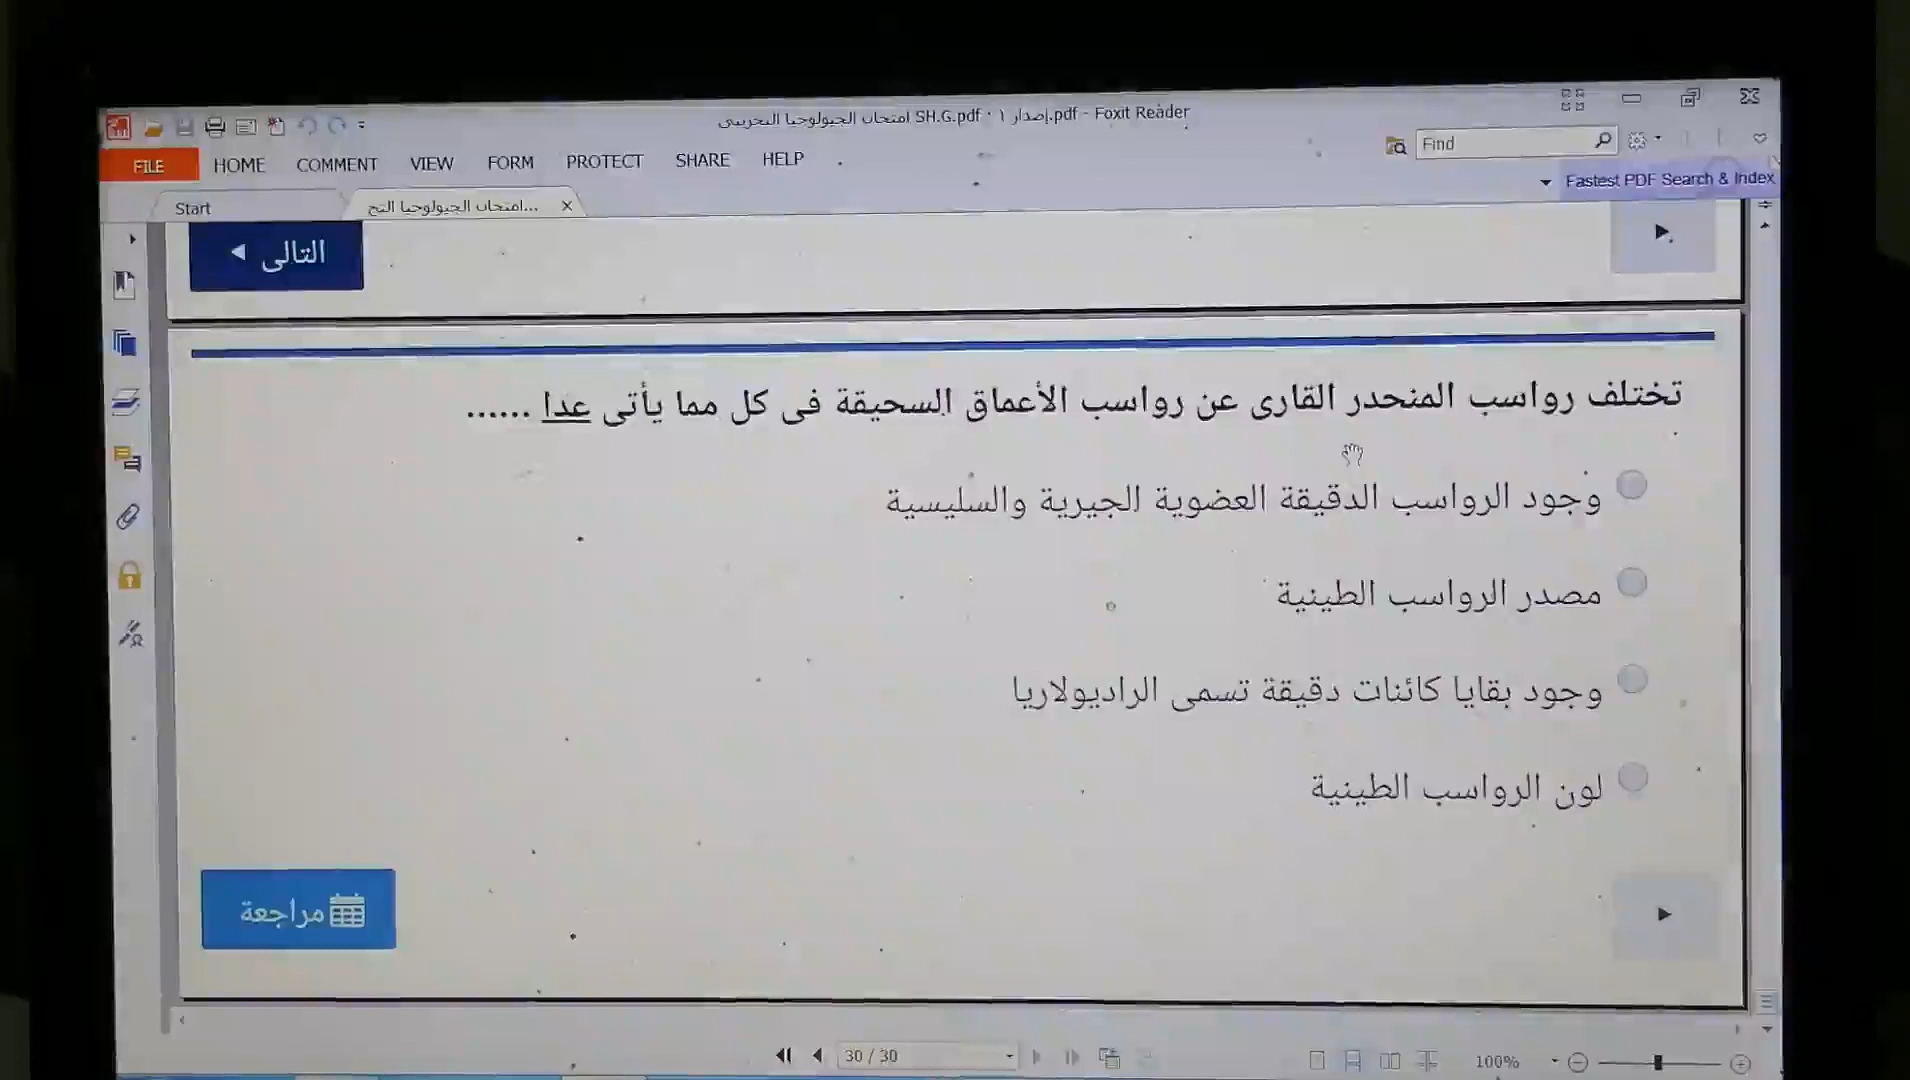 امتحان الجيولوجيا التجريبى SH.G.pdf • إصدار ١.pdf - Foxit Reader
Find
FILE HOME COMMENT VIEW FORM PROTECT SHARE HELP
Fastest PDF Search & Index
Start
امتحان الجيولوجيا التج...
التالى
تختلف رواسب المنحدر القارى عن رواسب الأعماق السحيقة فى كل مما يأتى عدا ......
وجود الرواسب الدقيقة العضوية الجيرية والسليسية
مصدر الرواسب الطينية
وجود بقايا كائنات دقيقة تسمى الراديولاريا
لون الرواسب الطينية
مراجعة
30 / 30
100%